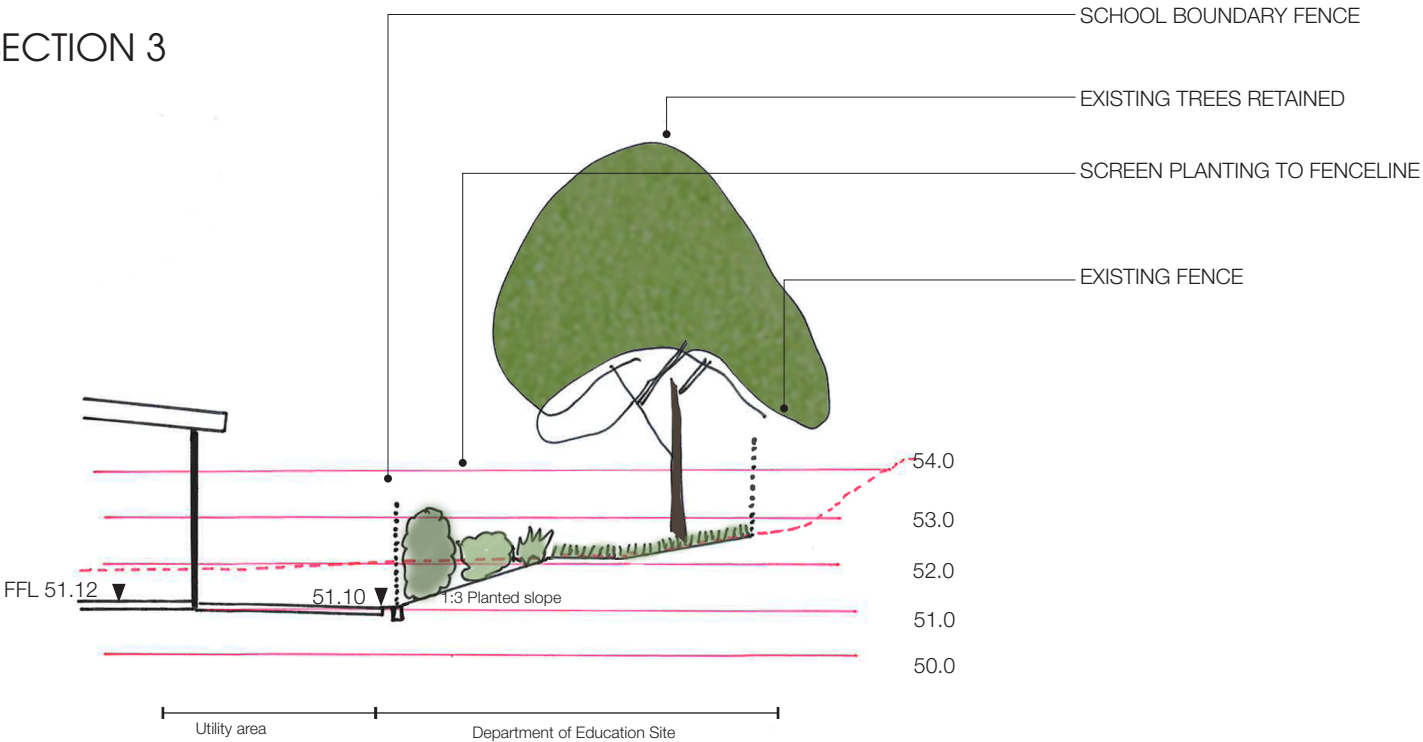 ECTION 3
SCHOOL BOUNDARY FENCE
EXISTING TREES RETAINED
SCREEN PLANTING TO FENCELINE
EXISTING FENCE
54.0
53.0
52.0
FFL 51.12
51.10
1:3 Planted slope
51.0
50.0
Utility area
Department of Education Site